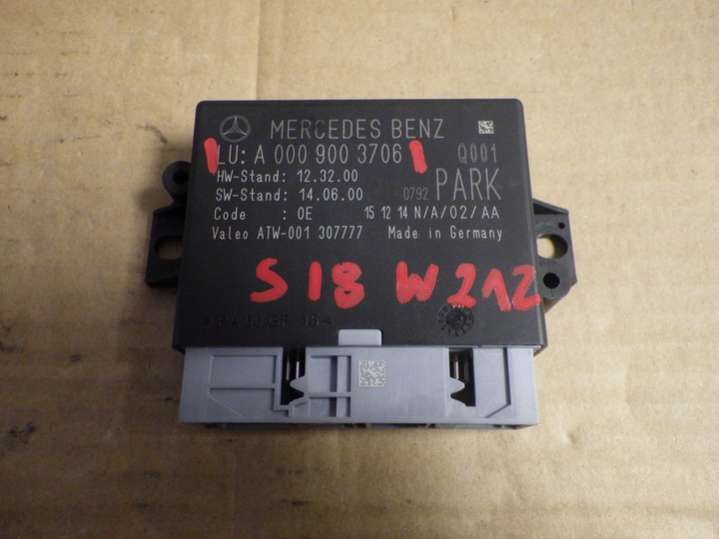 MERCEDES BENZ
LU: A 000 900 3706 Q001
HW-Stand: 12.32.00
SW-Stand: 14.06.00 0792 PARK
Code : 0E 15 12 14 N/A/02/AA
Valeo ATW-001 307777 Made in Germany
S18 W212